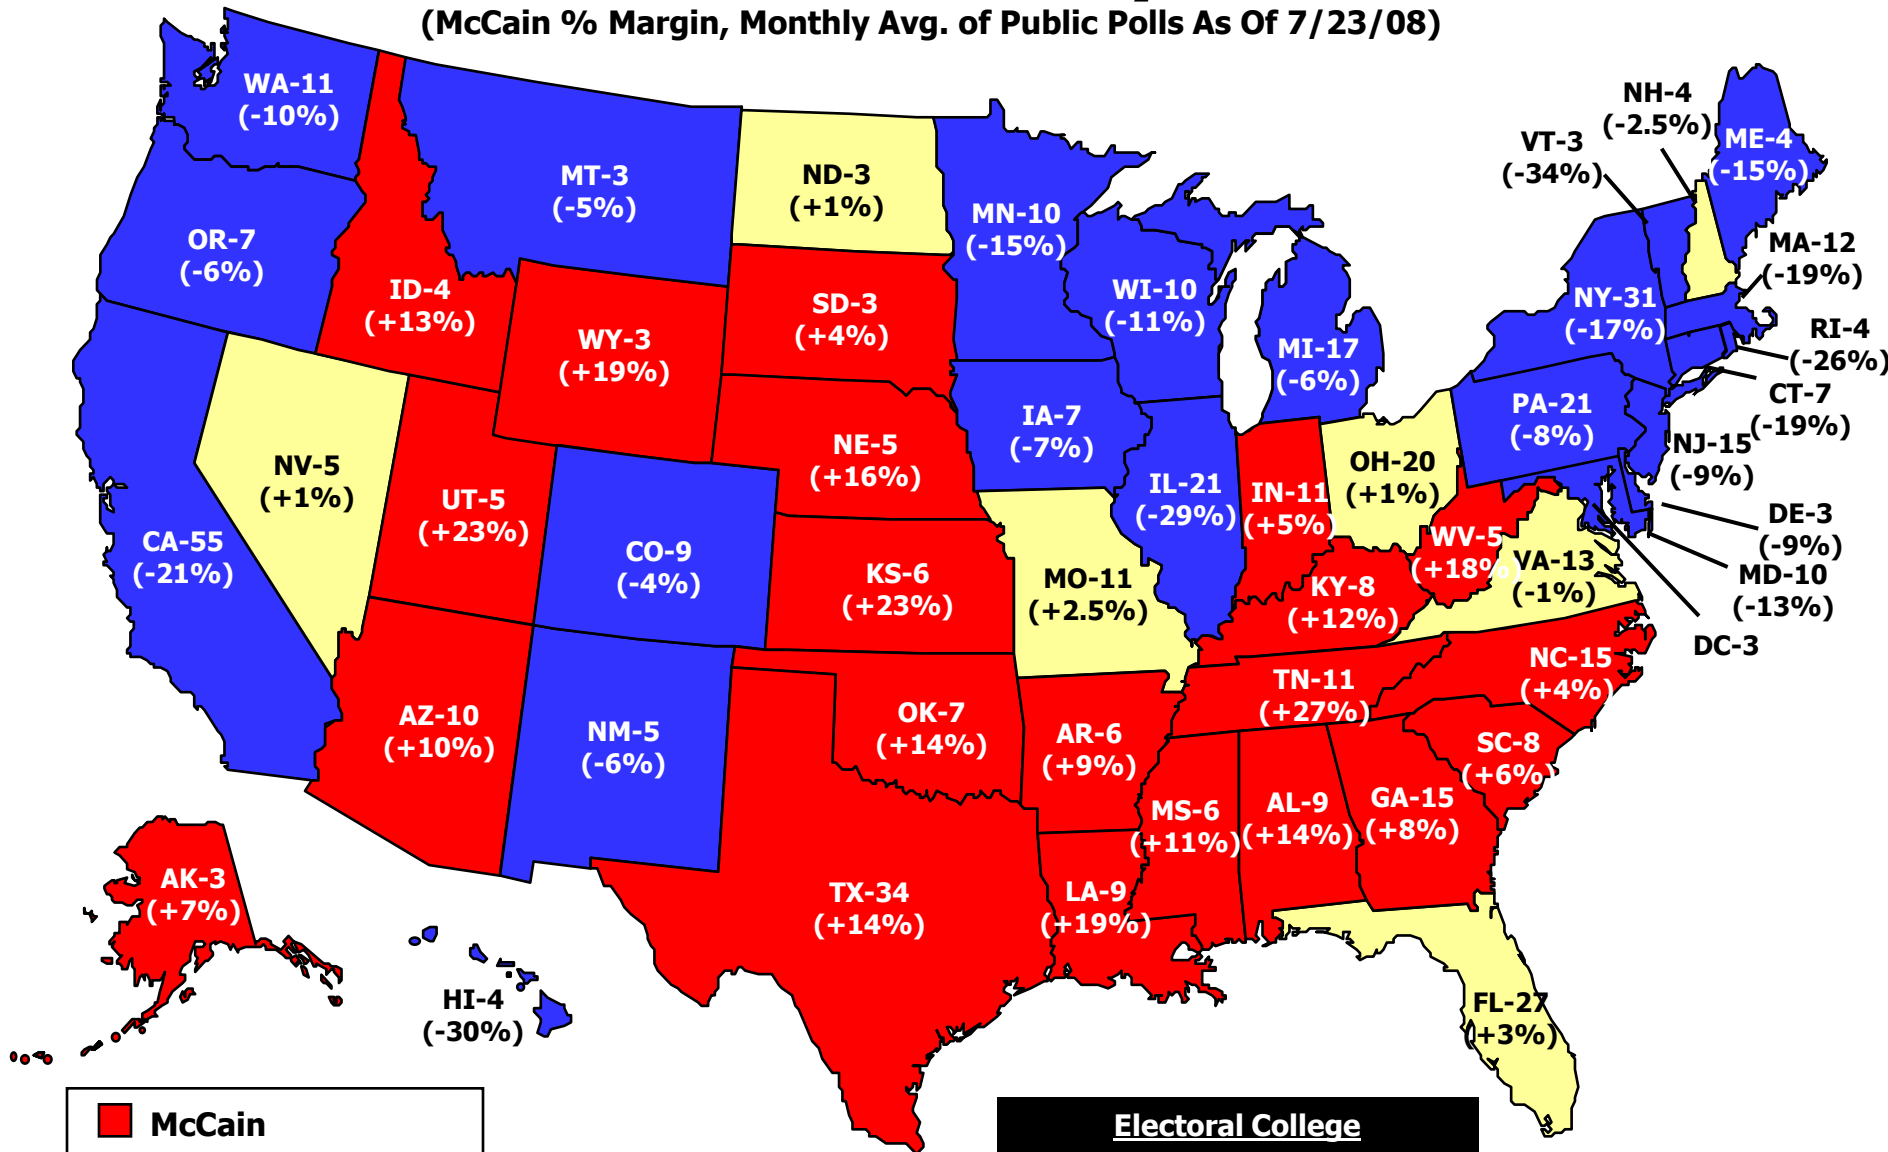 (McCain % Margin, Monthly Avg. of Public Polls As Of 7/23/08)
WA-11
(-10%)
MT-3
(-5%)
ND-3
(+1%)
MN-10
(-15%)
NH-4
(-2.5%)
VT-3
(-34%)
ME-4
(-15%)
OR-7
(-6%)
ID-4
(+13%)
WY-3
(+19%)
SD-3
(+4%)
WI-10
(-11%)
MI-17
(-6%)
NY-31
(-17%)
MA-12
(-19%)
RI-4
(-26%)
CT-7
(-19%)
NJ-15
(-9%)
PA-21
(-8%)
NV-5
(+1%)
UT-5
(+23%)
NE-5
(+16%)
IA-7
(-7%)
IL-21
(-29%)
IN-11
(+5%)
OH-20
(+1%)
WV-5
(+18%)
VA-13
(-1%)
DE-3
(-9%)
MD-10
(-13%)
DC-3
CA-55
(-21%)
CO-9
(-4%)
KS-6
(+23%)
MO-11
(+2.5%)
KY-8
(+12%)
NC-15
(+4%)
TN-11
(+27%)
AZ-10
(+10%)
NM-5
(-6%)
OK-7
(+14%)
AR-6
(+9%)
SC-8
(+6%)
MS-6
(+11%)
AL-9
(+14%)
GA-15
(+8%)
AK-3
(+7%)
TX-34
(+14%)
LA-9
(+19%)
HI-4
(-30%)
FL-27
(+3%)
McCain
Electoral College